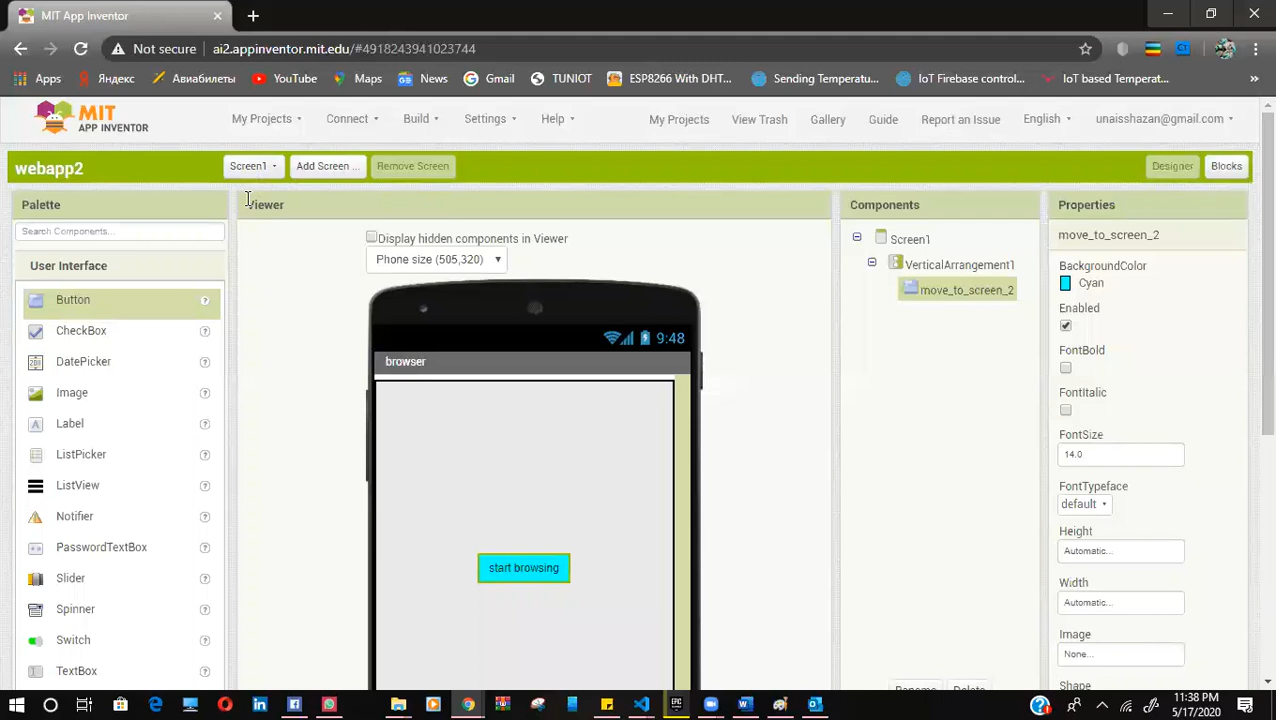 MIT App Inventor
Not secure ai2.appinventor.mit.edu/#4918243941023744
Apps Яндекс Авиабилеты YouTube Maps News Gmail TUNIOT ESP8266 With DHT... Sending Temperatu... IoT Firebase control... IoT based Temperat...
MIT APP INVENTOR
My Projects Connect Build Settings Help My Projects View Trash Gallery Guide Report an Issue English unaisshazan@gmail.com
webapp2 Screen1 Add Screen ... Remove Screen Designer Blocks
Palette Viewer Components Properties
Search Components...
User Interface
Button
CheckBox
DatePicker
Image
Label
ListPicker
ListView
Notifier
PasswordTextBox
Slider
Spinner
Switch
TextBox
Display hidden components in Viewer
Phone size (505,320)
9:48
browser
start browsing
Screen1
VerticalArrangement1
move_to_screen_2
Rename Delete
move_to_screen_2
BackgroundColor
Cyan
Enabled
FontBold
FontItalic
FontSize
14.0
FontTypeface
default
Height
Automatic...
Width
Automatic...
Image
None...
Shape
11:38 PM
5/17/2020